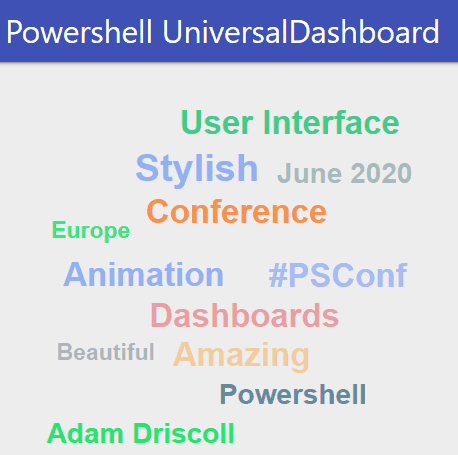 Powershell UniversalDashboard
User Interface
Stylish June 2020
Conference
Europe
Animation #PSConf
Dashboards
Beautiful Amazing
Powershell
Adam Driscoll